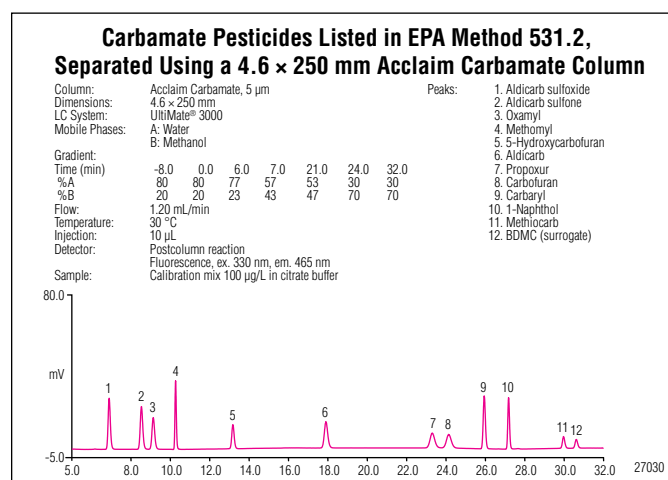 Carbamate Pesticides Listed in EPA Method 531.2,
Separated Using a 4.6 × 250 mm Acclaim Carbamate Column
Column: Acclaim Carbamate, 5 µm
Dimensions: 4.6 × 250 mm
LC System: UltiMate® 3000
Mobile Phases: A: Water
B: Methanol
Gradient:
Time (min) -8.0 0.0 6.0 7.0 21.0 24.0 32.0
%A 80 80 77 57 53 30 30
%B 20 20 23 43 47 70 70
Flow: 1.20 mL/min
Temperature: 30 °C
Injection: 10 µL
Detector: Postcolumn reaction
Fluorescence, ex. 330 nm, em. 465 nm
Sample: Calibration mix 100 µg/L in citrate buffer
Peaks: 1. Aldicarb sulfoxide
2. Aldicarb sulfone
3. Oxamyl
4. Methomyl
5. 5-Hydroxycarbofuran
6. Aldicarb
7. Propoxur
8. Carbofuran
9. Carbaryl
10. 1-Naphthol
11. Methiocarb
12. BDMC (surrogate)
80.0
mV
-5.0
1 2 3 4 5 6 7 8 9 10 11 12
5.0 8.0 10.0 12.0 14.0 16.0 18.0 20.0 22.0 24.0 26.0 28.0 30.0 32.0
27030